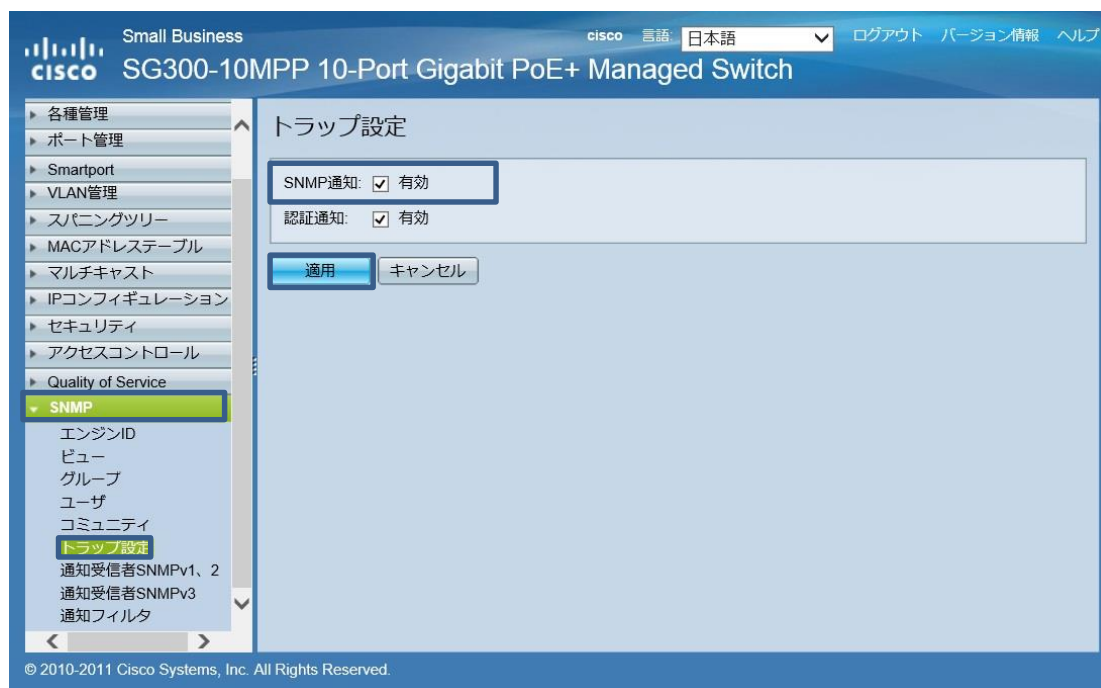 Small Business
cisco 言語: 日本語 ログアウト バージョン情報 ヘルプ
CISCO SG300-10MPP 10-Port Gigabit PoE+ Managed Switch
各種管理
ポート管理
Smartport
VLAN管理
スパニングツリー
MACアドレステーブル
マルチキャスト
IPコンフィギュレーション
セキュリティ
アクセスコントロール
Quality of Service
SNMP
エンジンID
ビュー
グループ
ユーザ
コミュニティ
トラップ設定
通知受信者SNMPv1、2
通知受信者SNMPv3
通知フィルタ
トラップ設定
SNMP通知: 有効
認証通知: 有効
適用 キャンセル
© 2010-2011 Cisco Systems, Inc. All Rights Reserved.